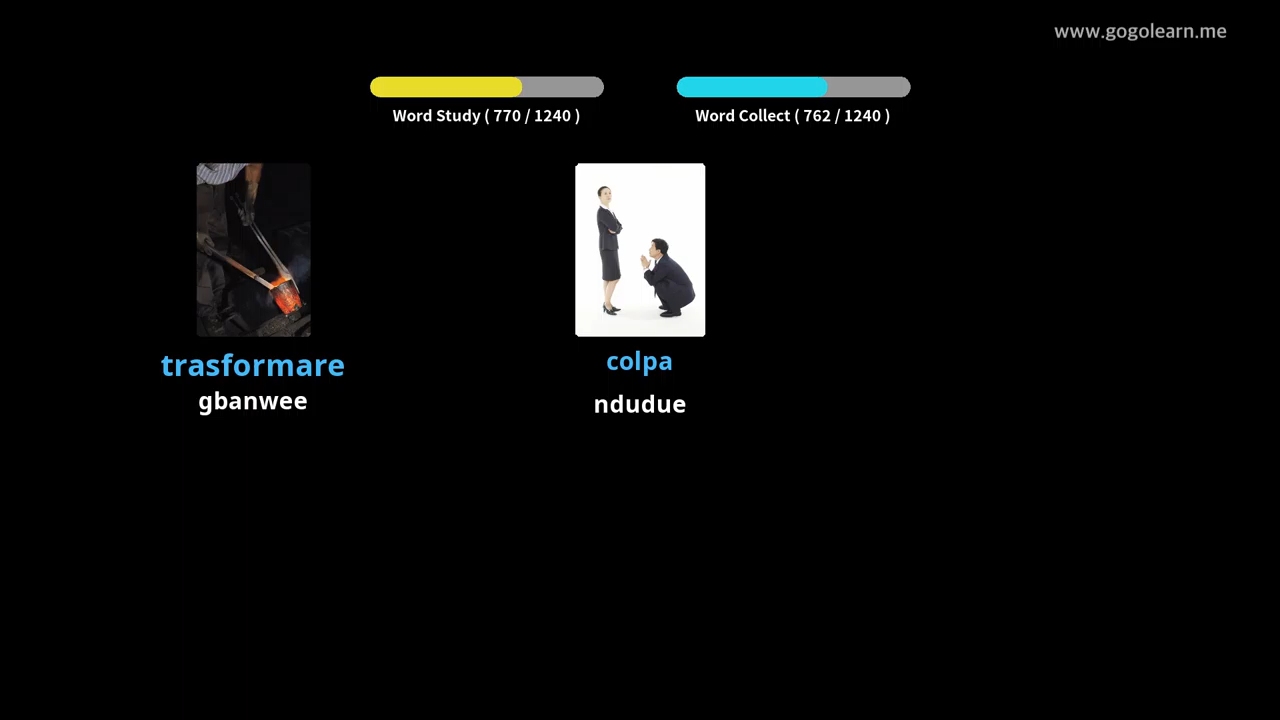 www.gogolearn.me
Word Study ( 770 / 1240 )
Word Collect ( 762 / 1240 )
trasformare
gbanwee
colpa
ndudue